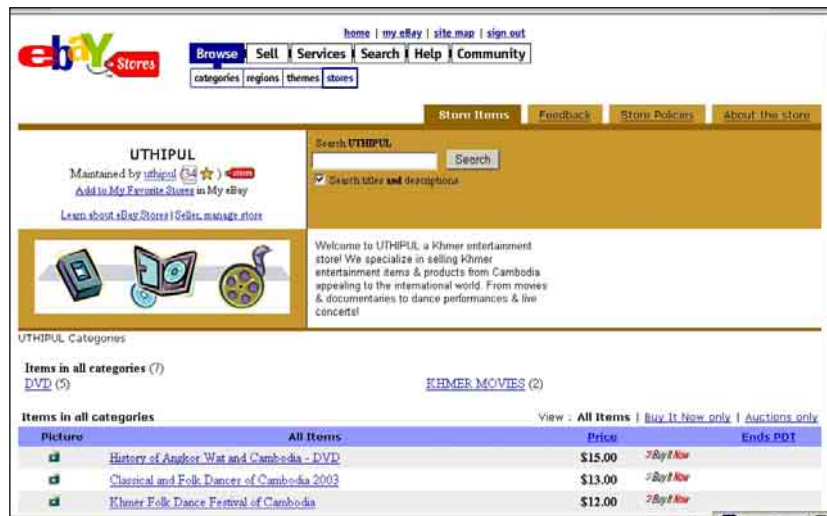 home | my eBay | site map | sign out
ebay Stores
Browse Sell Services Search Help Community
categories regions themes stores
Store Items Feedback Store Policies About the store
UTHIPUL
Maintained by uthipul (34) stores
Add to My Favorite Stores in My eBay
Learn about eBay Stores | Seller, manage store
Search UTHIPUL
Search
Search titles and descriptions
Welcome to UTHIPUL a Khmer entertainment
store! We specialize in selling Khmer
entertainment items & products from Cambodia
appealing to the international world. From movies
& documentaries to dance performances & live
concerts!
UTHIPUL Categories
Items in all categories (7)
DVD (5) KHMER MOVIES (2)
Items in all categories View : All Items | Buy It Now only | Auctions only
Picture All Items Price Ends PDT
History of Angkor Wat and Cambodia - DVD $15.00 Buy It Now
Classical and Folk Dances of Cambodia 2003 $13.00 Buy It Now
Khmer Folk Dance Festival of Cambodia $12.00 Buy It Now